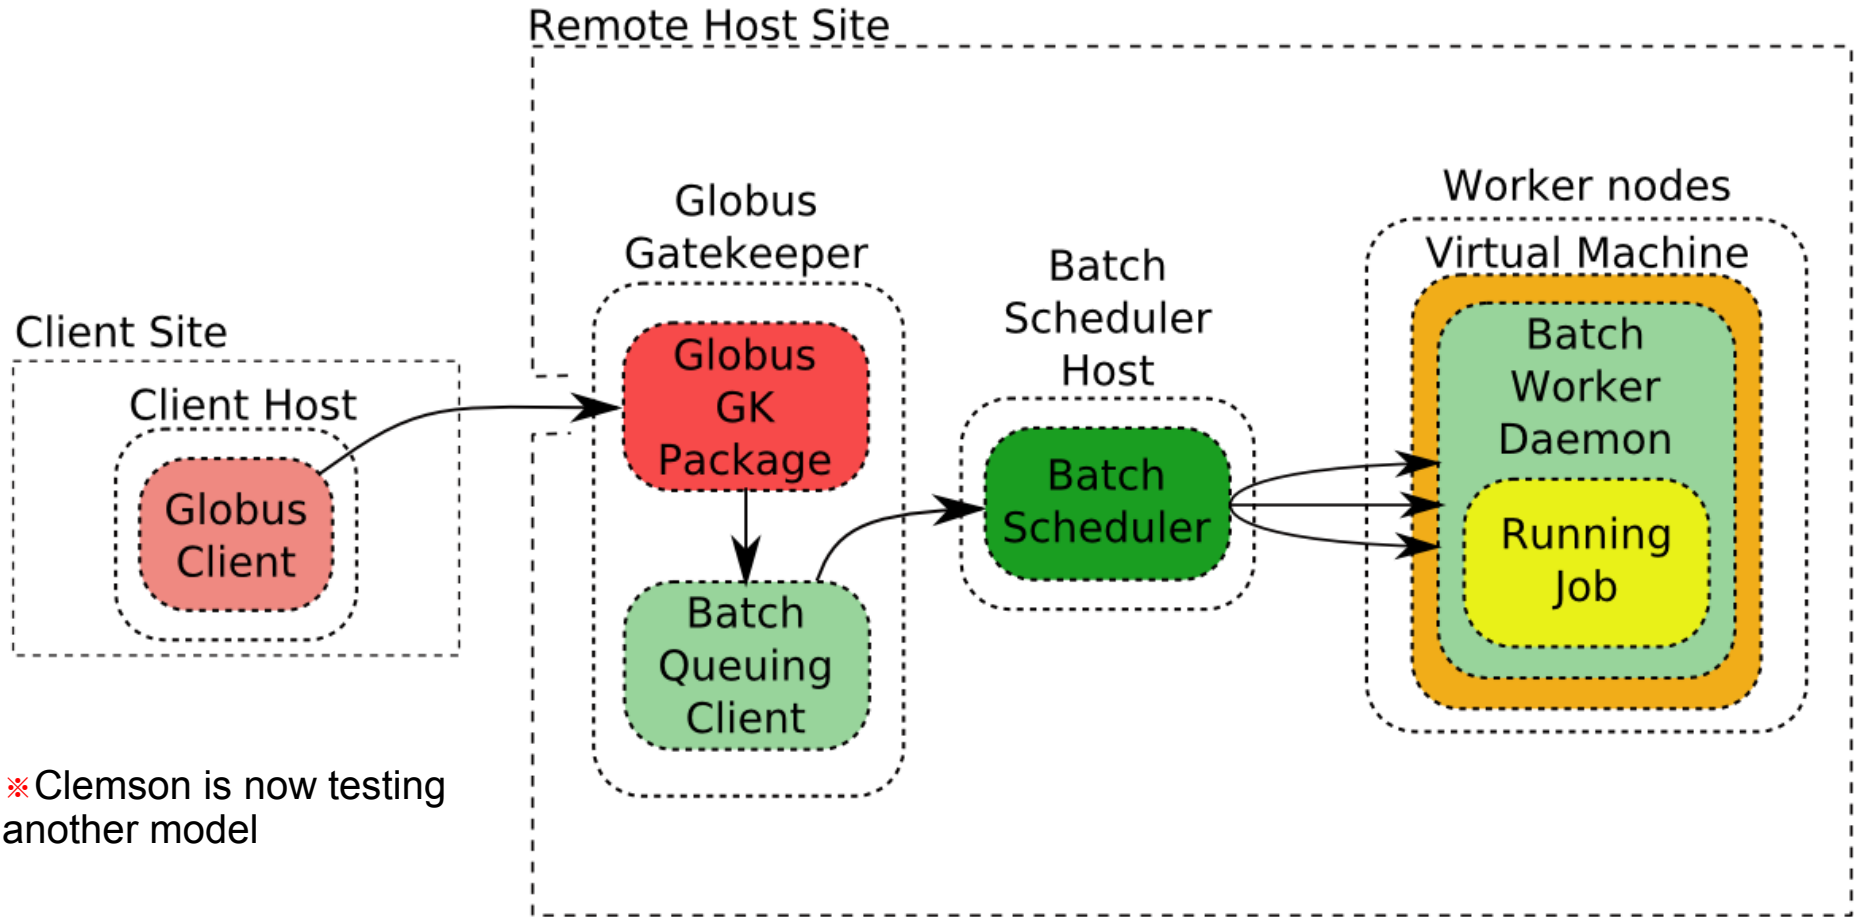 Remote Host Site
Client Site
Client Host
Globus
Client
Globus
Gatekeeper
Globus
GK
Package
Batch
Queuing
Client
Batch
Scheduler
Host
Batch
Scheduler
Worker nodes
Virtual Machine
Batch
Worker
Daemon
Running
Job
※Clemson is now testing
another model